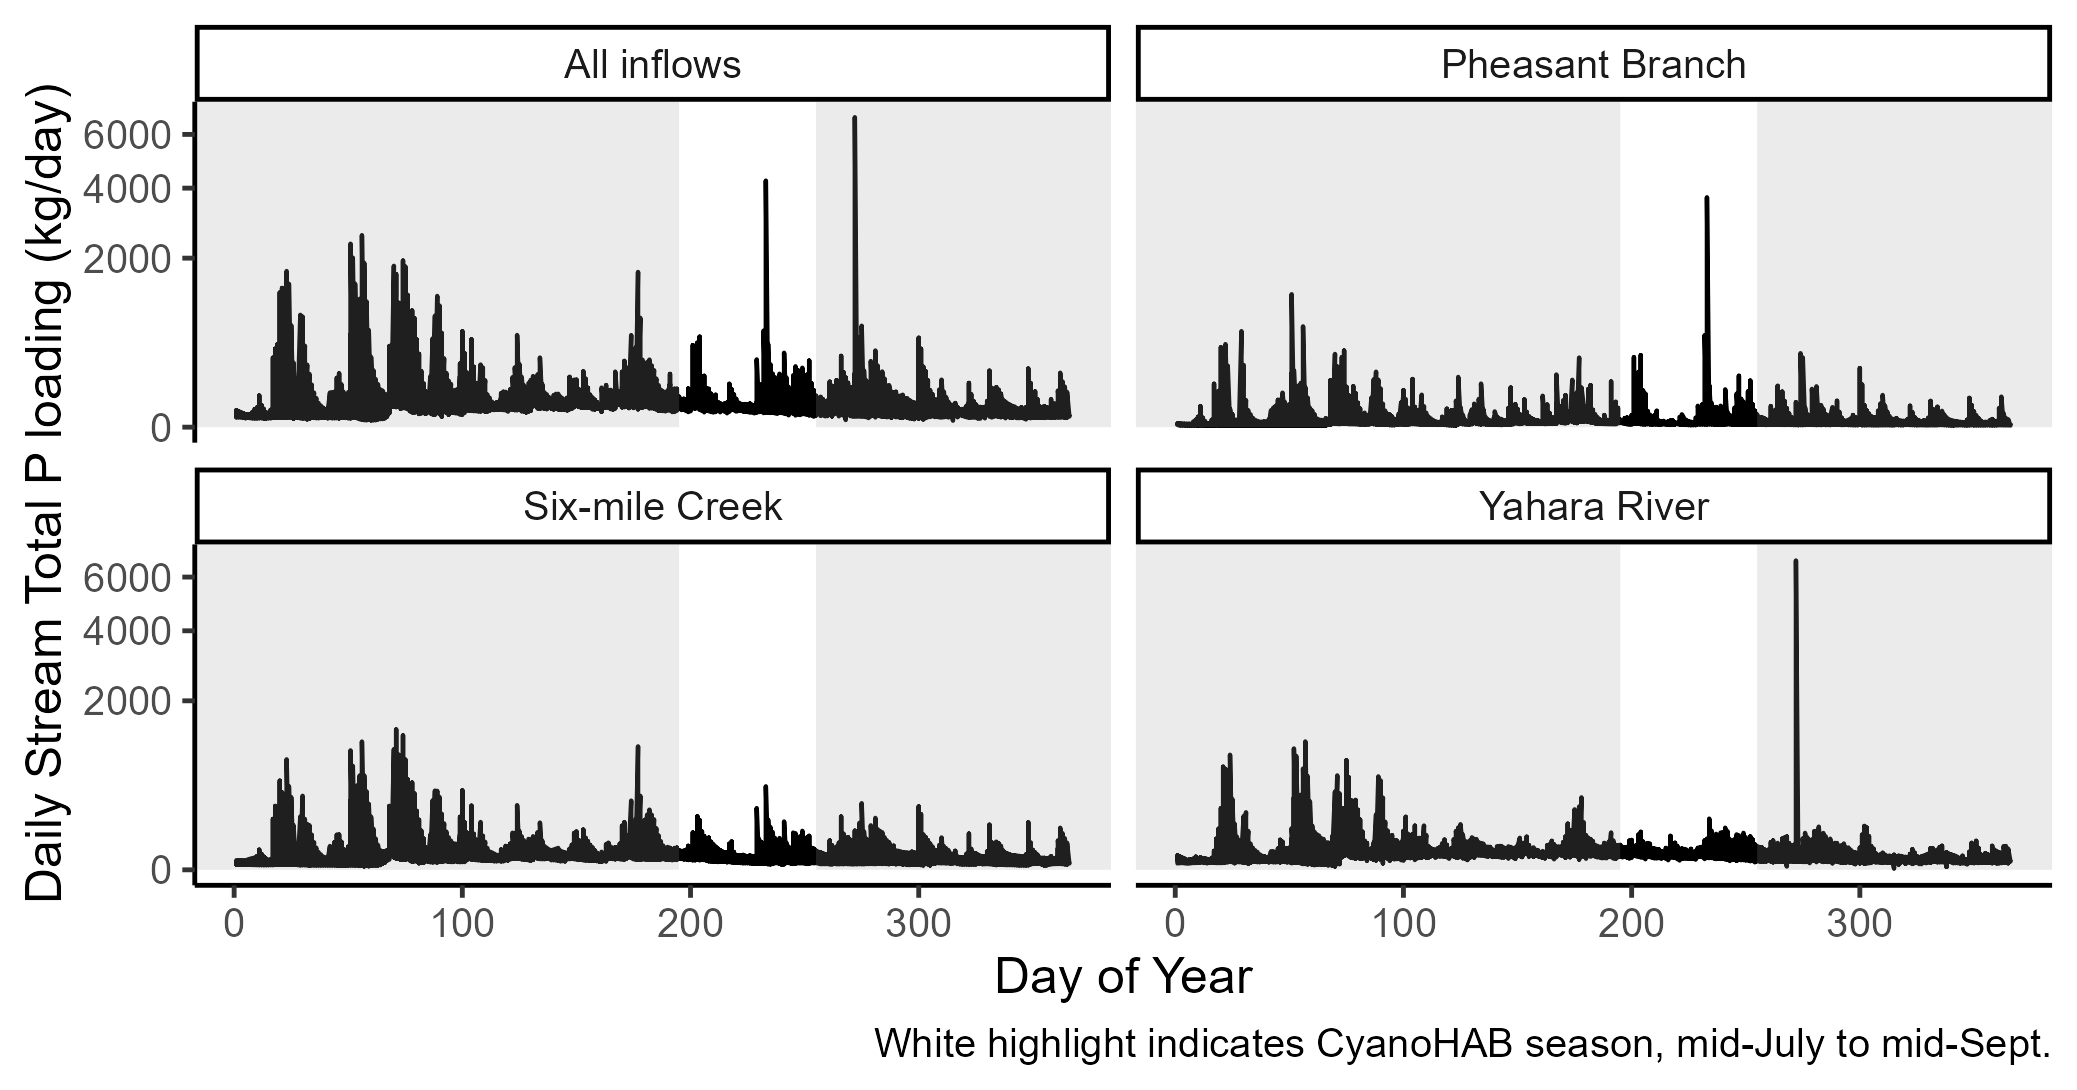 All inflows
Pheasant Branch
6000
4000
2000
0
Six-mile Creek
Yahara River
6000
4000
2000
0
0 100 200 300
0 100 200 300
Daily Stream Total P loading (kg/day)
Day of Year
White highlight indicates CyanoHAB season, mid-July to mid-Sept.